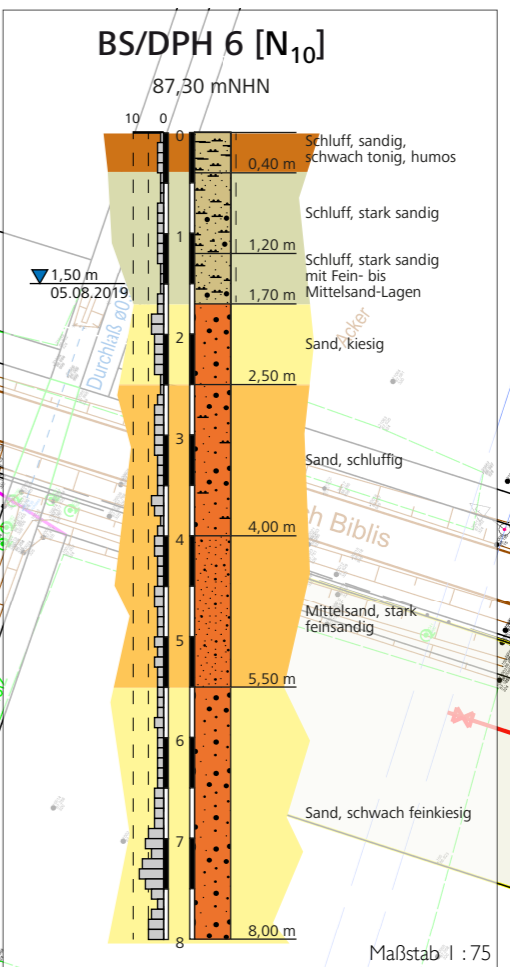 BS/DPH 6 [N10]
87,30 mNHN
10 0
0
Schluff, sandig,
schwach tonig, humos
0,40 m
Schluff, stark sandig
1
1,20 m
Schluff, stark sandig
mit Fein- bis
Mittelsand-Lagen
1,50 m
05.08.2019
1,70 m
Durchlaß ø0
Acker
2
Sand, kiesig
2,50 m
3
Sand, schluffig
ch Biblis
4,00 m
4
Mittelsand, stark
feinsandig
5
5,50 m
6
Sand, schwach feinkiesig
7
8,00 m
8
Maßstab 1 : 75